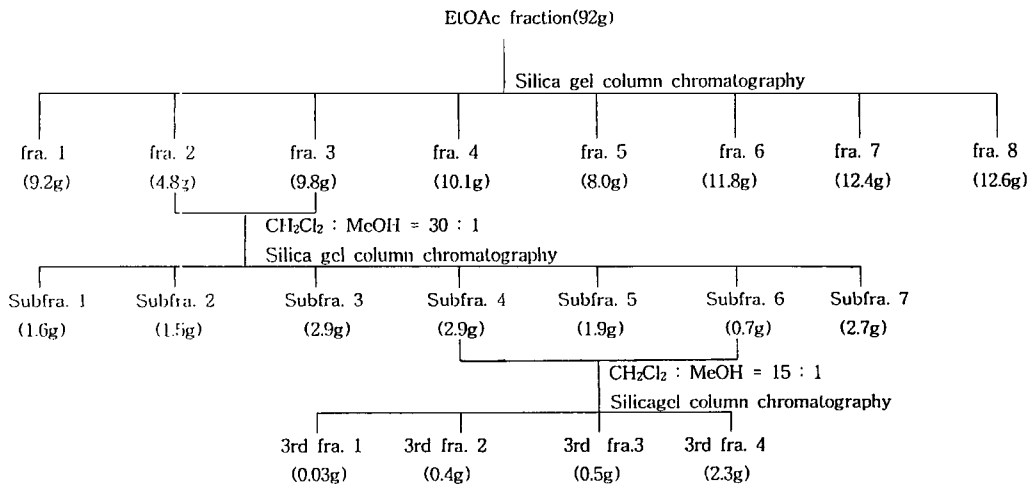 EtOAc fraction(92g)
Silica gel column chromatography
fra. 1 fra. 2 fra. 3 fra. 4 fra. 5 fra. 6 fra. 7 fra. 8
(9.2g) (4.8g) (9.8g) (10.1g) (8.0g) (11.8g) (12.4g) (12.6g)
CH₂Cl₂ : MeOH = 30 : 1
Silica gel column chromatography
Subfra. 1 Subfra. 2 Subfra. 3 Subfra. 4 Subfra. 5 Subfra. 6 Subfra. 7
(1.6g) (1.5g) (2.9g) (2.9g) (1.9g) (0.7g) (2.7g)
CH₂Cl₂ : MeOH = 15 : 1
Silicagel column chromatography
3rd fra. 1 3rd fra. 2 3rd fra.3 3rd fra. 4
(0.03g) (0.4g) (0.5g) (2.3g)